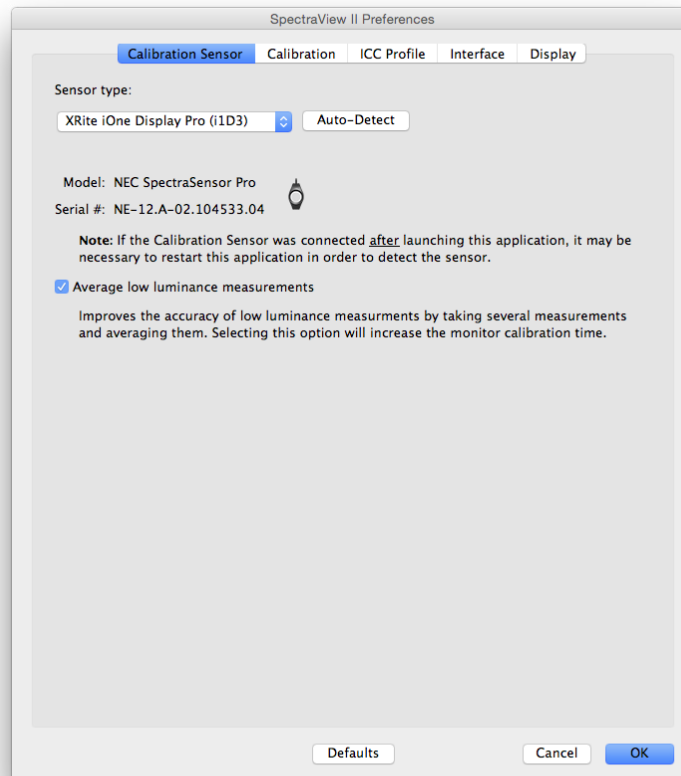 SpectraView II Preferences
Calibration Sensor Calibration ICC Profile Interface Display
Sensor type:
XRite iOne Display Pro (i1D3) Auto-Detect
Model: NEC SpectraSensor Pro
Serial #: NE-12.A-02.104533.04
Note: If the Calibration Sensor was connected after launching this application, it may be
necessary to restart this application in order to detect the sensor.
Average low luminance measurements
Improves the accuracy of low luminance measurments by taking several measurements
and averaging them. Selecting this option will increase the monitor calibration time.
Defaults Cancel OK